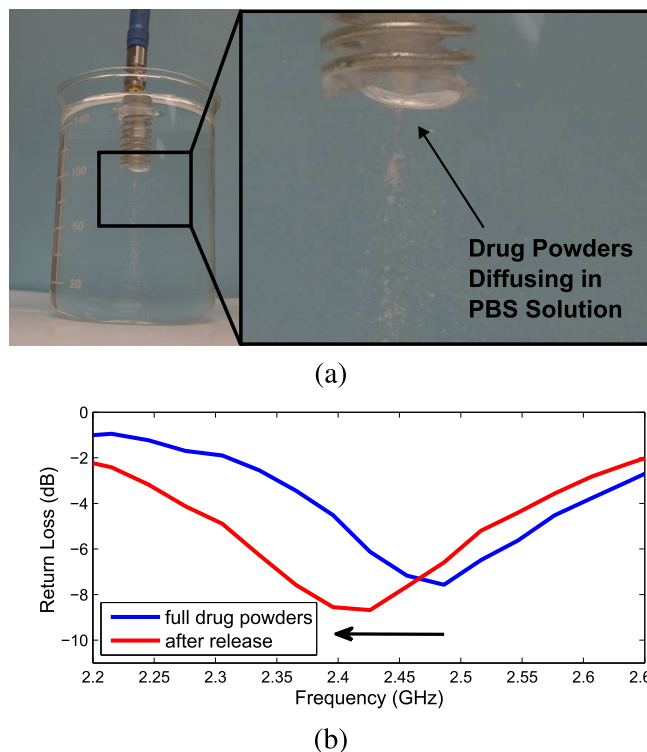 140
100
60
20
Drug Powders
Diffusing in
PBS Solution
(a)
0
−2
−4
−6
−8
−10
Return Loss (dB)
full drug powders
after release
2.2 2.25 2.3 2.35 2.4 2.45 2.5 2.55 2.6 2.6
Frequency (GHz)
(b)